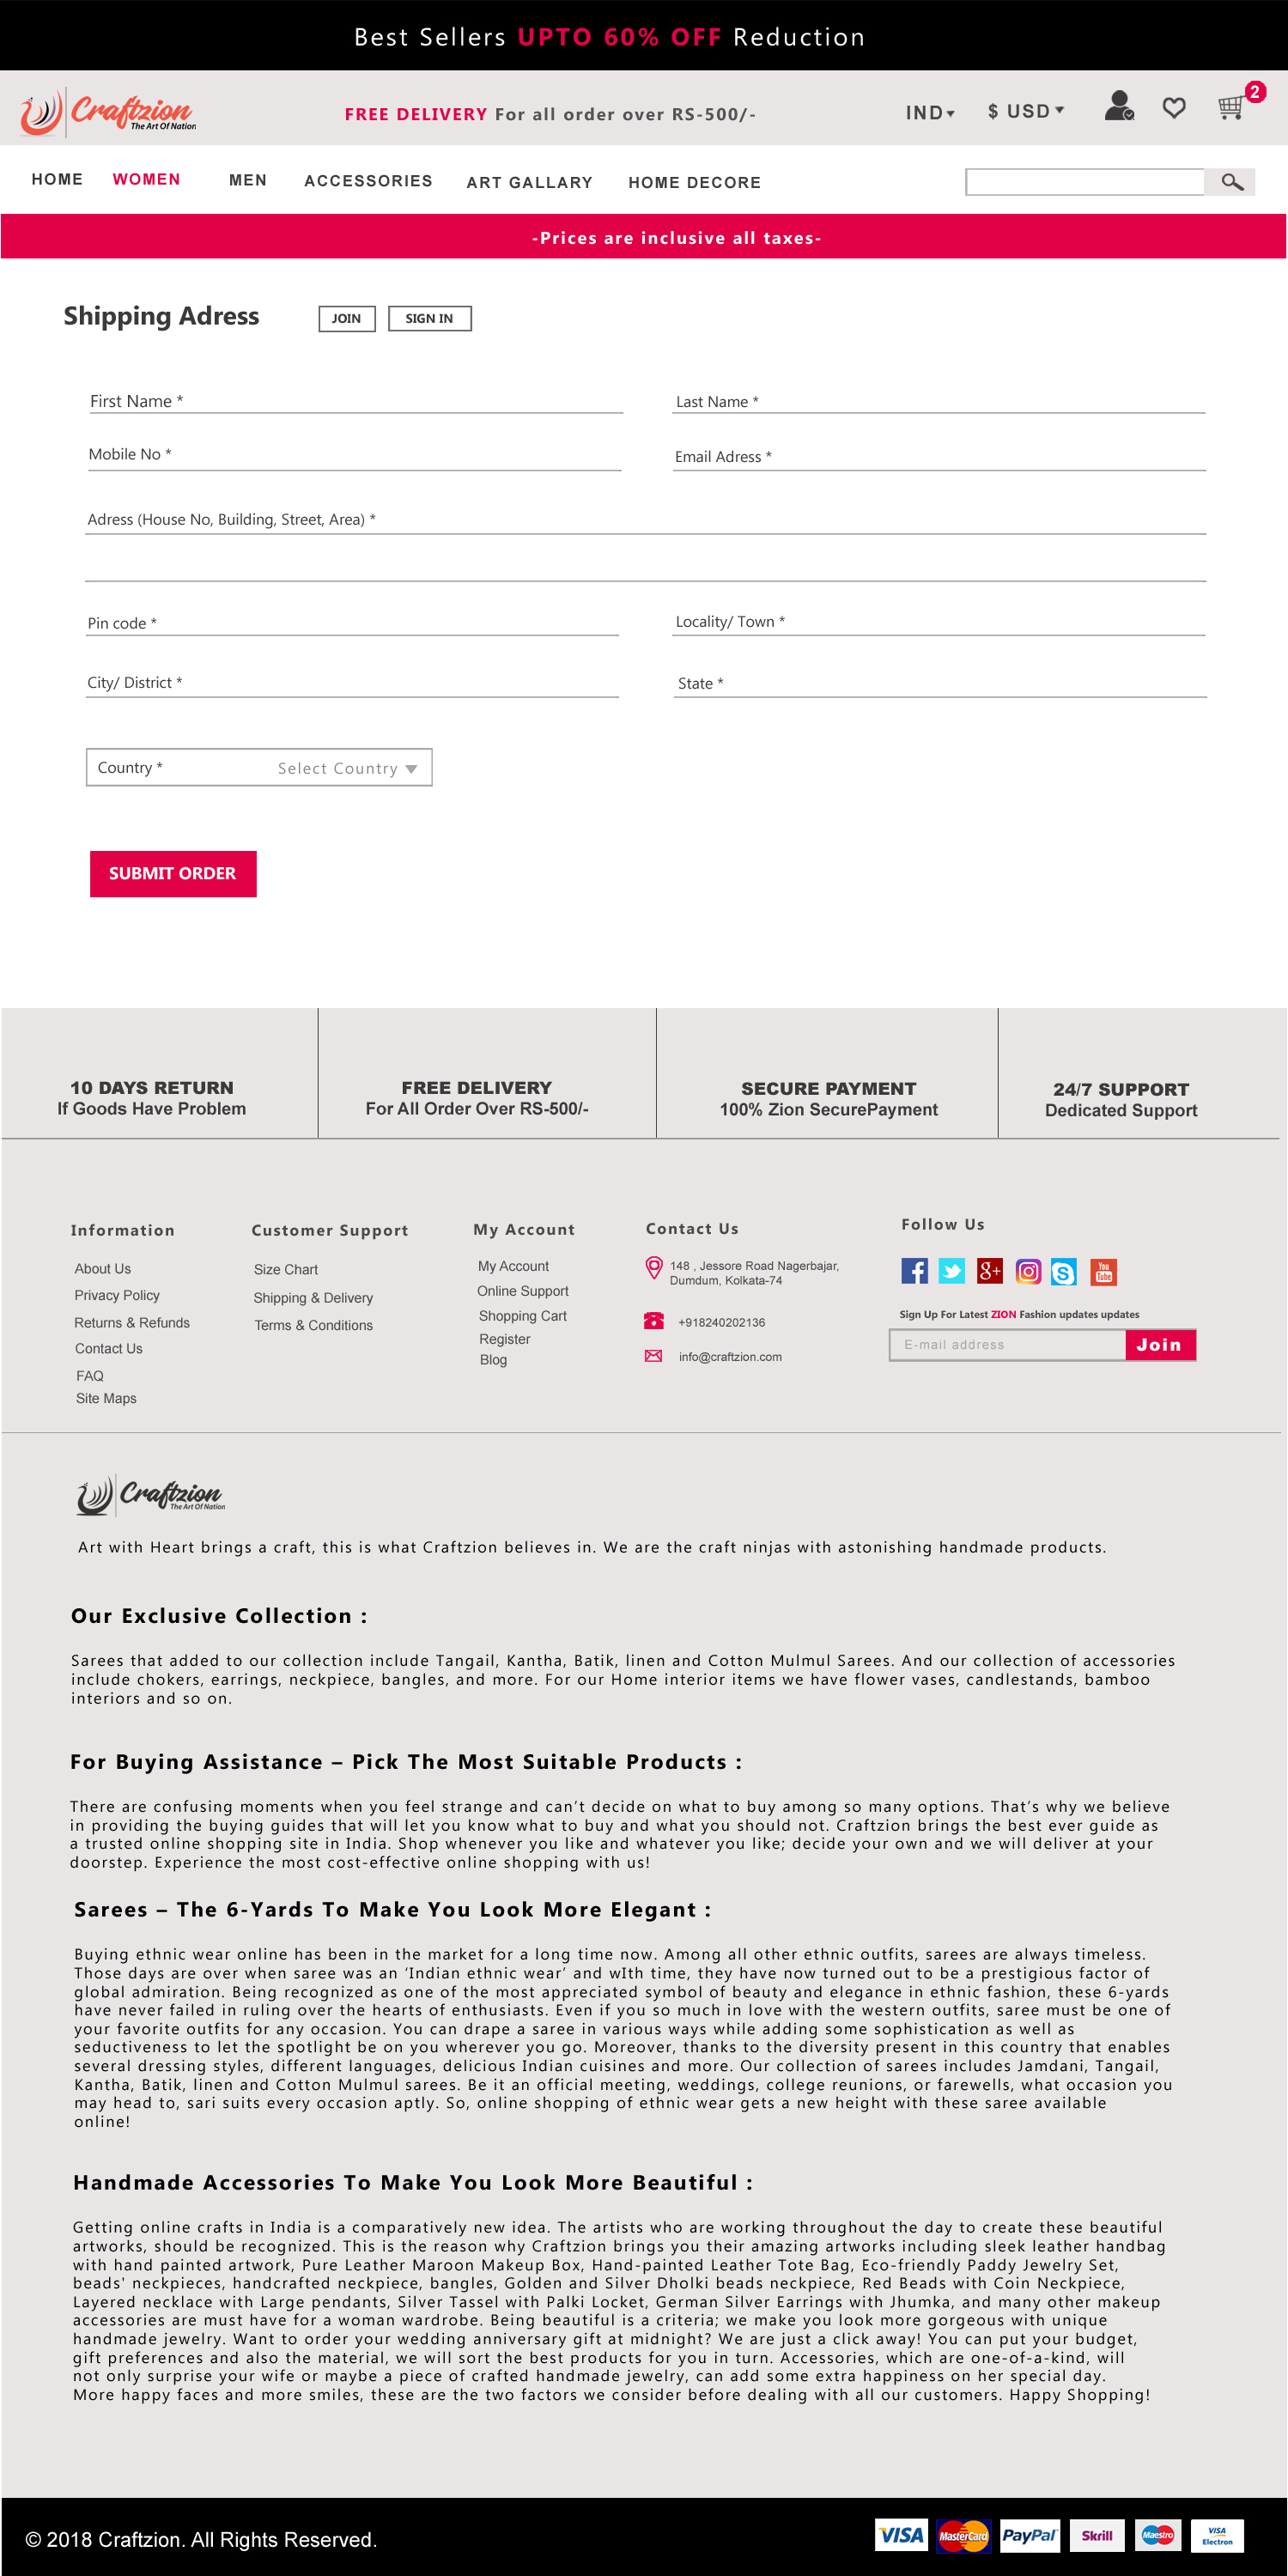 Best Sellers UPTO 60% OFF Reduction
Craftzion
The Art Of Nation
FREE DELIVERY For all order over RS-500/-
IND
$ USD
2
HOME
WOMEN
MEN
ACCESSORIES
ART GALLARY
HOME DECORE
-Prices are inclusive all taxes-
Shipping Adress
JOIN
SIGN IN
First Name *
Last Name *
Mobile No *
Email Adress *
Adress (House No, Building, Street, Area) *
Pin code *
Locality/ Town *
City/ District *
State *
Country *
Select Country
SUBMIT ORDER
10 DAYS RETURN
If Goods Have Problem
FREE DELIVERY
For All Order Over RS-500/-
SECURE PAYMENT
100% Zion SecurePayment
24/7 SUPPORT
Dedicated Support
Information
About Us
Privacy Policy
Returns & Refunds
Contact Us
FAQ
Site Maps
Customer Support
Size Chart
Shipping & Delivery
Terms & Conditions
My Account
My Account
Online Support
Shopping Cart
Register
Blog
Contact Us
148 , Jessore Road Nagerbajar,
Dumdum, Kolkata-74
+918240202136
info@craftzion.com
Follow Us
f
g+
S
You
Tube
Sign Up For Latest ZION Fashion updates updates
E-mail address
Join
Craftzion
The Art Of Nation
Art with Heart brings a craft, this is what Craftzion believes in. We are the craft ninjas with astonishing handmade products.
Our Exclusive Collection :
Sarees that added to our collection include Tangail, Kantha, Batik, linen and Cotton Mulmul Sarees. And our collection of accessories
include chokers, earrings, neckpiece, bangles, and more. For our Home interior items we have flower vases, candlestands, bamboo
interiors and so on.
For Buying Assistance – Pick The Most Suitable Products :
There are confusing moments when you feel strange and can’t decide on what to buy among so many options. That’s why we believe
in providing the buying guides that will let you know what to buy and what you should not. Craftzion brings the best ever guide as
a trusted online shopping site in India. Shop whenever you like and whatever you like; decide your own and we will deliver at your
doorstep. Experience the most cost-effective online shopping with us!
Sarees – The 6-Yards To Make You Look More Elegant :
Buying ethnic wear online has been in the market for a long time now. Among all other ethnic outfits, sarees are always timeless.
Those days are over when saree was an ‘Indian ethnic wear’ and wIth time, they have now turned out to be a prestigious factor of
global admiration. Being recognized as one of the most appreciated symbol of beauty and elegance in ethnic fashion, these 6-yards
have never failed in ruling over the hearts of enthusiasts. Even if you so much in love with the western outfits, saree must be one of
your favorite outfits for any occasion. You can drape a saree in various ways while adding some sophistication as well as
seductiveness to let the spotlight be on you wherever you go. Moreover, thanks to the diversity present in this country that enables
several dressing styles, different languages, delicious Indian cuisines and more. Our collection of sarees includes Jamdani, Tangail,
Kantha, Batik, linen and Cotton Mulmul sarees. Be it an official meeting, weddings, college reunions, or farewells, what occasion you
may head to, sari suits every occasion aptly. So, online shopping of ethnic wear gets a new height with these saree available
online!
Handmade Accessories To Make You Look More Beautiful :
Getting online crafts in India is a comparatively new idea. The artists who are working throughout the day to create these beautiful
artworks, should be recognized. This is the reason why Craftzion brings you their amazing artworks including sleek leather handbag
with hand painted artwork, Pure Leather Maroon Makeup Box, Hand-painted Leather Tote Bag, Eco-friendly Paddy Jewelry Set,
beads' neckpieces, handcrafted neckpiece, bangles, Golden and Silver Dholki beads neckpiece, Red Beads with Coin Neckpiece,
Layered necklace with Large pendants, Silver Tassel with Palki Locket, German Silver Earrings with Jhumka, and many other makeup
accessories are must have for a woman wardrobe. Being beautiful is a criteria; we make you look more gorgeous with unique
handmade jewelry. Want to order your wedding anniversary gift at midnight? We are just a click away! You can put your budget,
gift preferences and also the material, we will sort the best products for you in turn. Accessories, which are one-of-a-kind, will
not only surprise your wife or maybe a piece of crafted handmade jewelry, can add some extra happiness on her special day.
More happy faces and more smiles, these are the two factors we consider before dealing with all our customers. Happy Shopping!
© 2018 Craftzion. All Rights Reserved.
VISA
MasterCard
PayPal
Skrill
Maestro
VISA
Electron